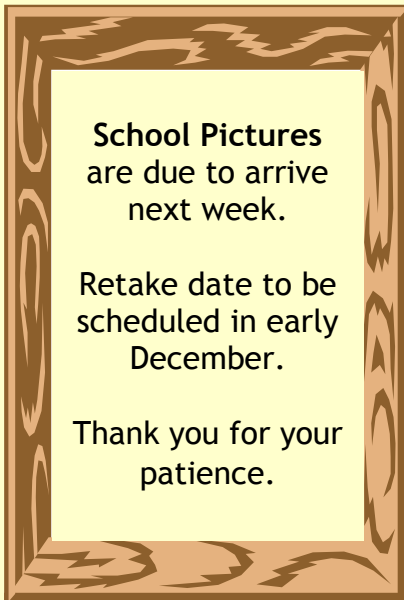 School Pictures
are due to arrive
next week.
Retake date to be
scheduled in early
December.
Thank you for your
patience.